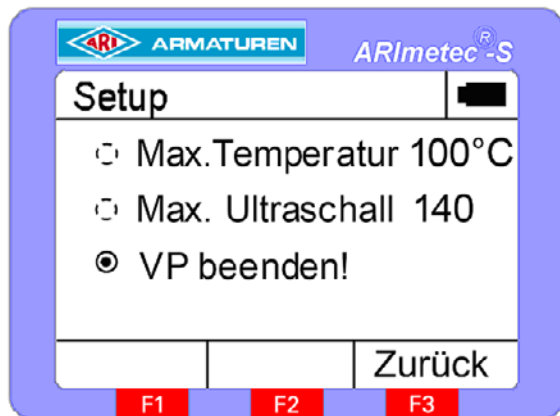 ARI ARMATUREN
ARImetec®-S
Setup
Max.Temperatur 100°C
Max. Ultraschall 140
VP beenden!
Zurück
F1 F2 F3